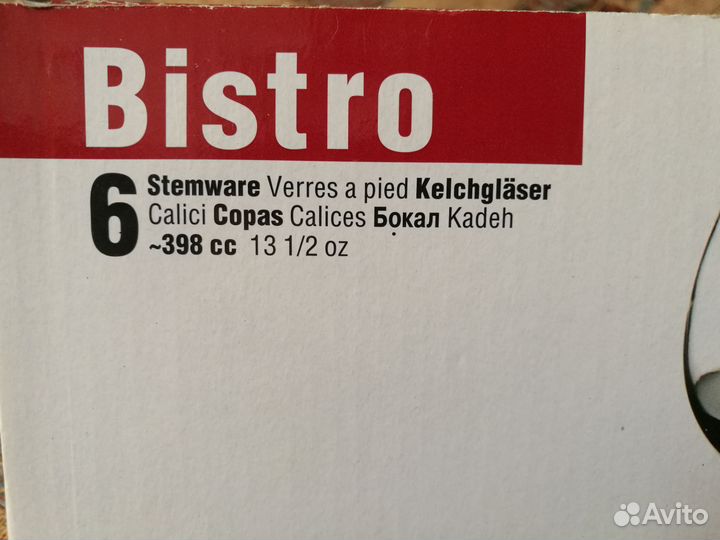 Bistro
6 Stemware Verres a pied Kelchgläser
Calici Copas Calices Бокал Kadeh
~398 cc 13 1/2 oz
Avito